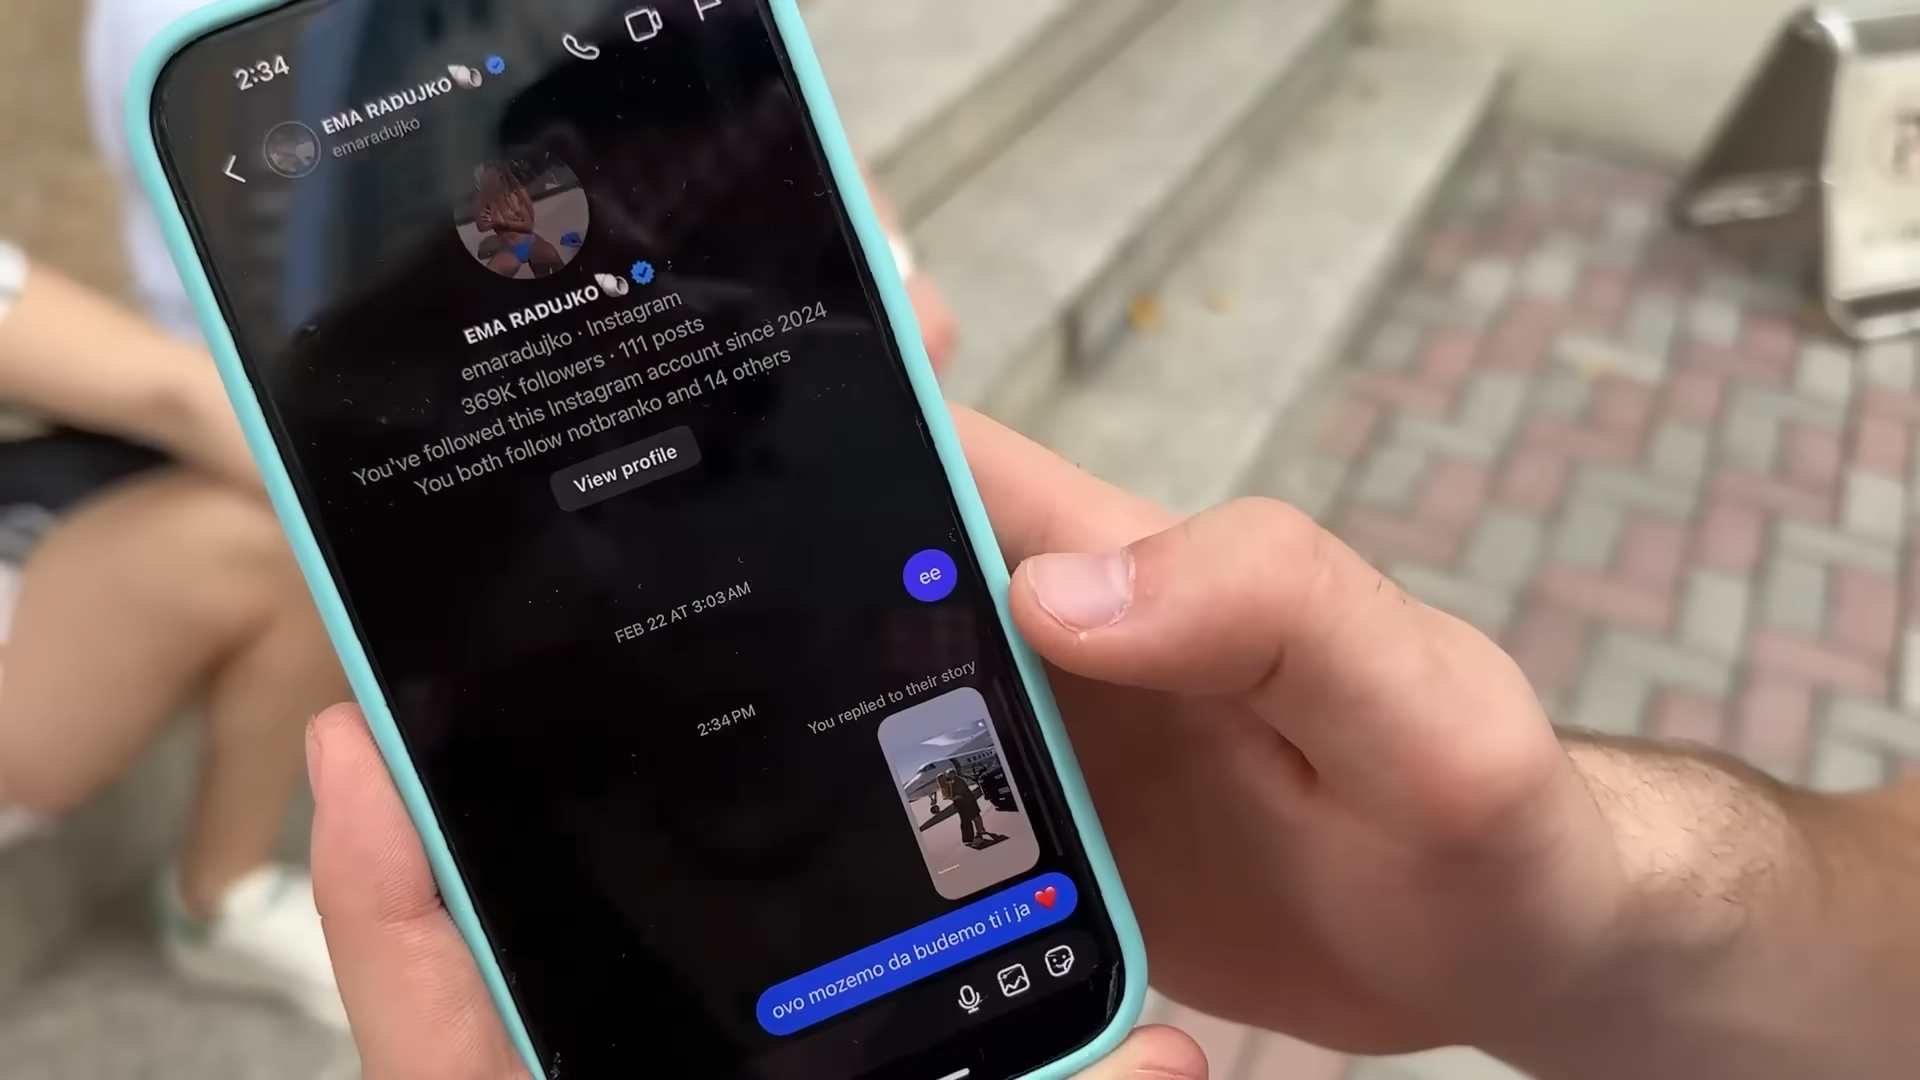 2:34
EMA RADUJKO
emaradujko
EMA RADUJKO
emaradujko · Instagram
369K followers · 111 posts
You've followed this Instagram account since 2024
You both follow notbranko and 14 others
View profile
FEB 22 AT 3:03 AM
ee
2:34 PM
You replied to their story
ovo mozemo da budemo ti i ja ❤️